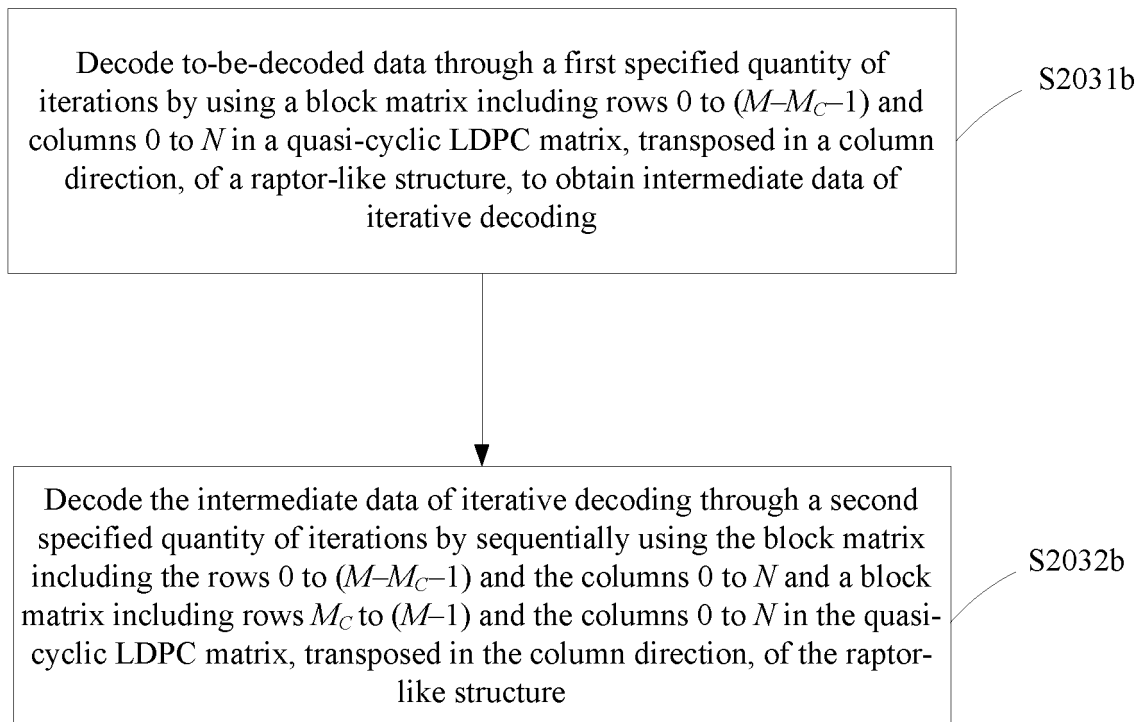 Decode to-be-decoded data through a first specified quantity of
iterations by using a block matrix including rows 0 to (M–M_C–1) and
columns 0 to N in a quasi-cyclic LDPC matrix, transposed in a column
direction, of a raptor-like structure, to obtain intermediate data of
iterative decoding
S2031b
Decode the intermediate data of iterative decoding through a second
specified quantity of iterations by sequentially using the block matrix
including the rows 0 to (M–M_C–1) and the columns 0 to N and a block
matrix including rows M_C to (M–1) and the columns 0 to N in the quasi-
cyclic LDPC matrix, transposed in the column direction, of the raptor-
like structure
S2032b